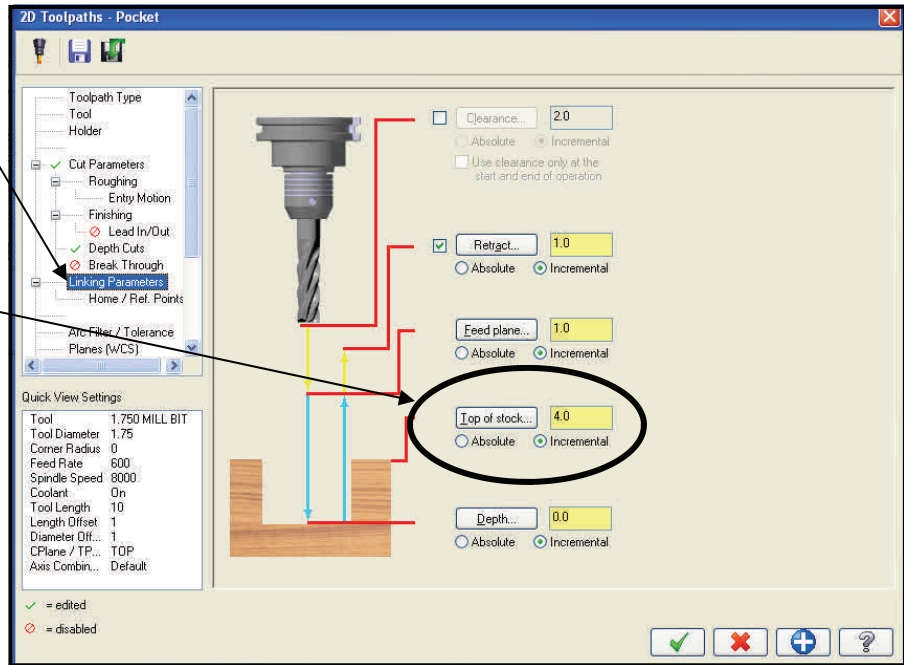 2D Toolpaths - Pocket
Toolpath Type
Tool
Holder
Cut Parameters
Roughing
Entry Motion
Finishing
Lead In/Out
Depth Cuts
Break Through
Linking Parameters
Home / Ref. Points
Arc Filter / Tolerance
Planes (WCS)
Quick View Settings
Tool 1.750 MILL BIT
Tool Diameter 1.75
Corner Radius 0
Feed Rate 600
Spindle Speed 8000
Coolant On
Tool Length 10
Length Offset 1
Diameter Off... 1
CPlane / TP... TOP
Axis Combin... Default
✓ = edited
⊘ = disabled
Clearance... 2.0
Absolute Incremental
Use clearance only at the
start and end of operation
Retract... 1.0
Absolute Incremental
Feed plane... 1.0
Absolute Incremental
Top of stock... 4.0
Absolute Incremental
Depth... 0.0
Absolute Incremental